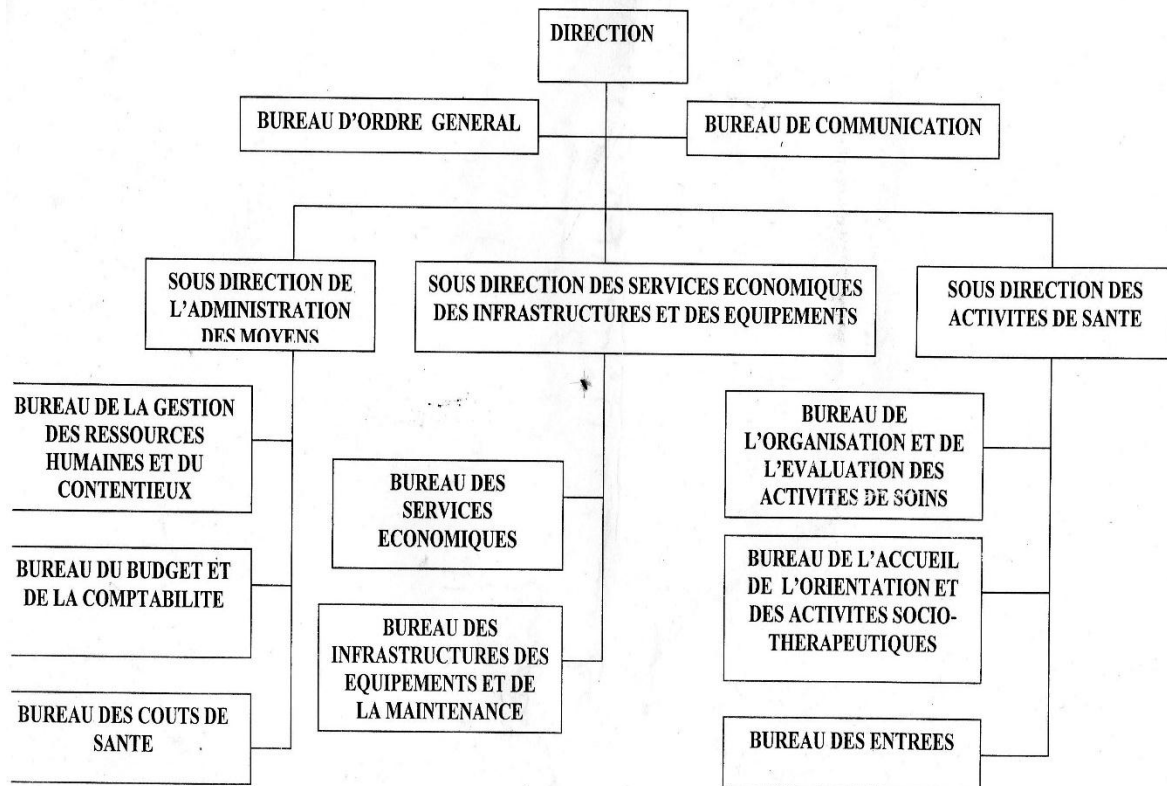 DIRECTION
BUREAU D'ORDRE GENERAL
BUREAU DE COMMUNICATION
SOUS DIRECTION DE
L'ADMINISTRATION
DES MOYENS
SOUS DIRECTION DES SERVICES ECONOMIQUES
DES INFRASTRUCTURES ET DES EQUIPEMENTS
SOUS DIRECTION DES
ACTIVITES DE SANTE
BUREAU DE LA GESTION
DES RESSOURCES
HUMAINES ET DU
CONTENTIEUX
BUREAU DU BUDGET ET
DE LA COMPTABILITE
BUREAU DES COUTS DE
SANTE
BUREAU DES
SERVICES
ECONOMIQUES
BUREAU DES
INFRASTRUCTURES DES
EQUIPEMENTS ET DE
LA MAINTENANCE
BUREAU DE
L'ORGANISATION ET DE
L'EVALUATION DES
ACTIVITES DE SOINS
BUREAU DE L'ACCUEIL
DE L'ORIENTATION ET
DES ACTIVITES SOCIO-
THERAPEUTIQUES
BUREAU DES ENTREES